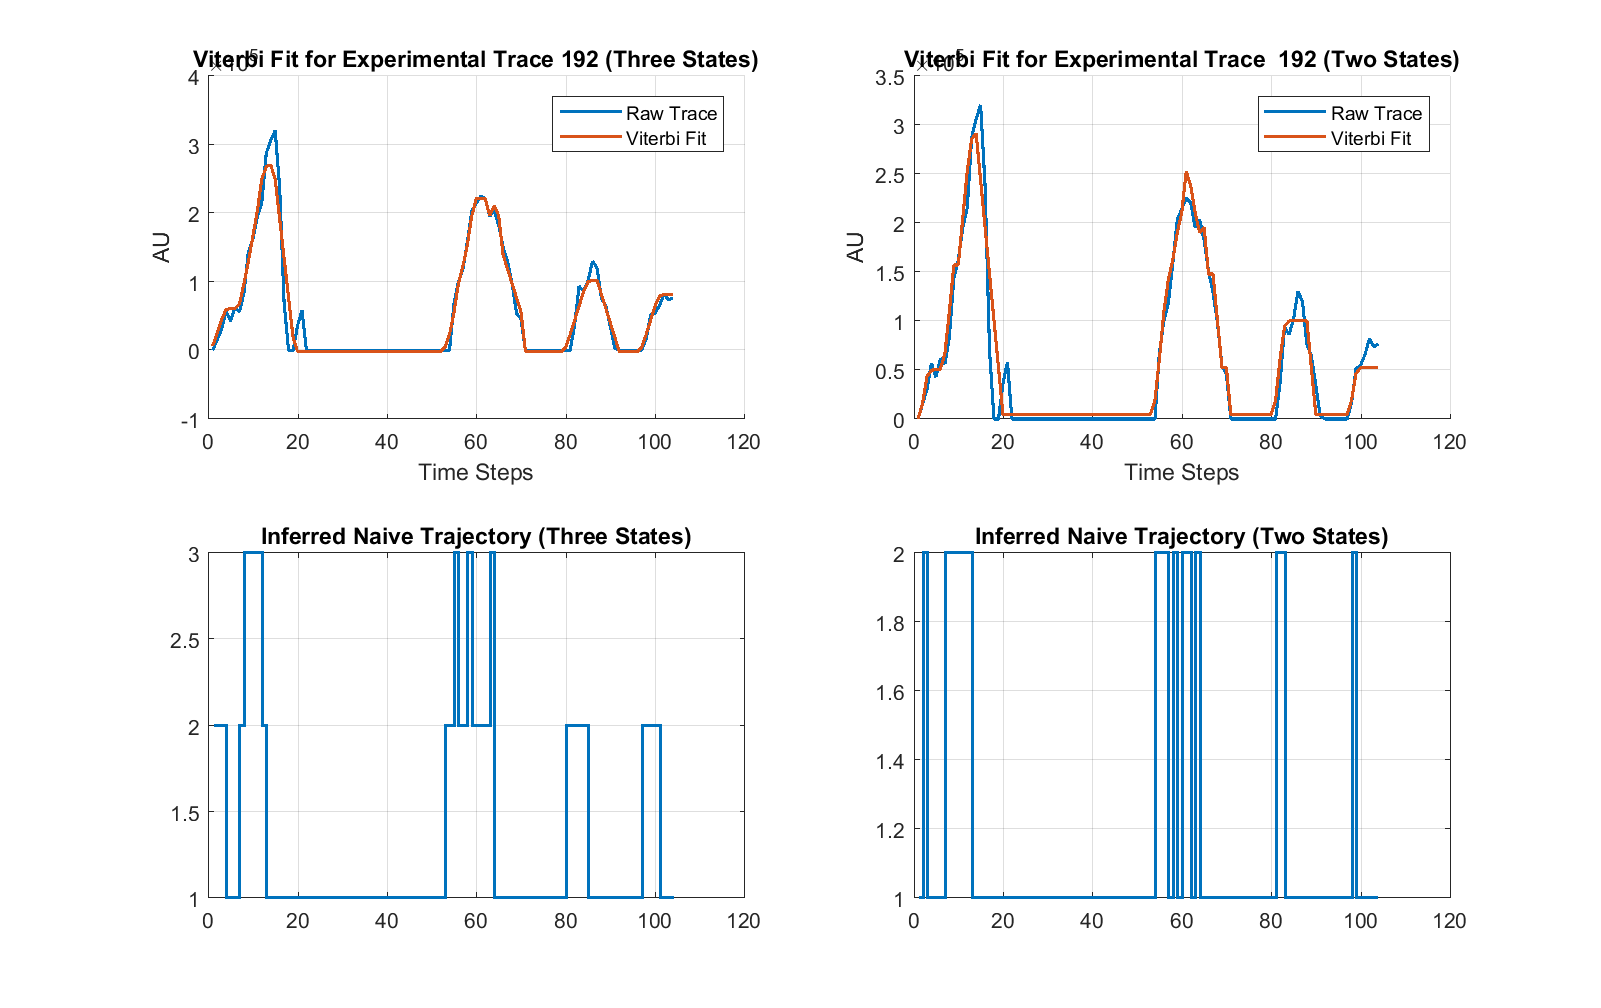 Viterbi Fit for Experimental Trace 192 (Three States)
×10^5
4
3
2
1
0
-1
AU
0 20 40 60 80 100 120
Time Steps
Raw Trace
Viterbi Fit
Viterbi Fit for Experimental Trace  192 (Two States)
×10^5
3.5
3
2.5
2
1.5
1
0.5
0
AU
0 20 40 60 80 100 120
Time Steps
Raw Trace
Viterbi Fit
Inferred Naive Trajectory (Three States)
3
2.5
2
1.5
1
0 20 40 60 80 100 120
Inferred Naive Trajectory (Two States)
2
1.8
1.6
1.4
1.2
1
0 20 40 60 80 100 120